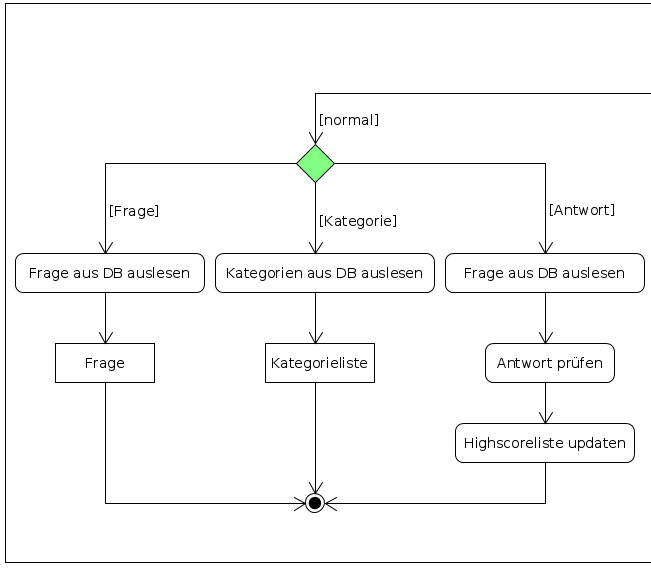 [normal]
[Frage]
[Kategorie]
[Antwort]
Frage aus DB auslesen
Kategorien aus DB auslesen
Frage aus DB auslesen
Frage
Kategorieliste
Antwort prüfen
Highscoreliste updaten